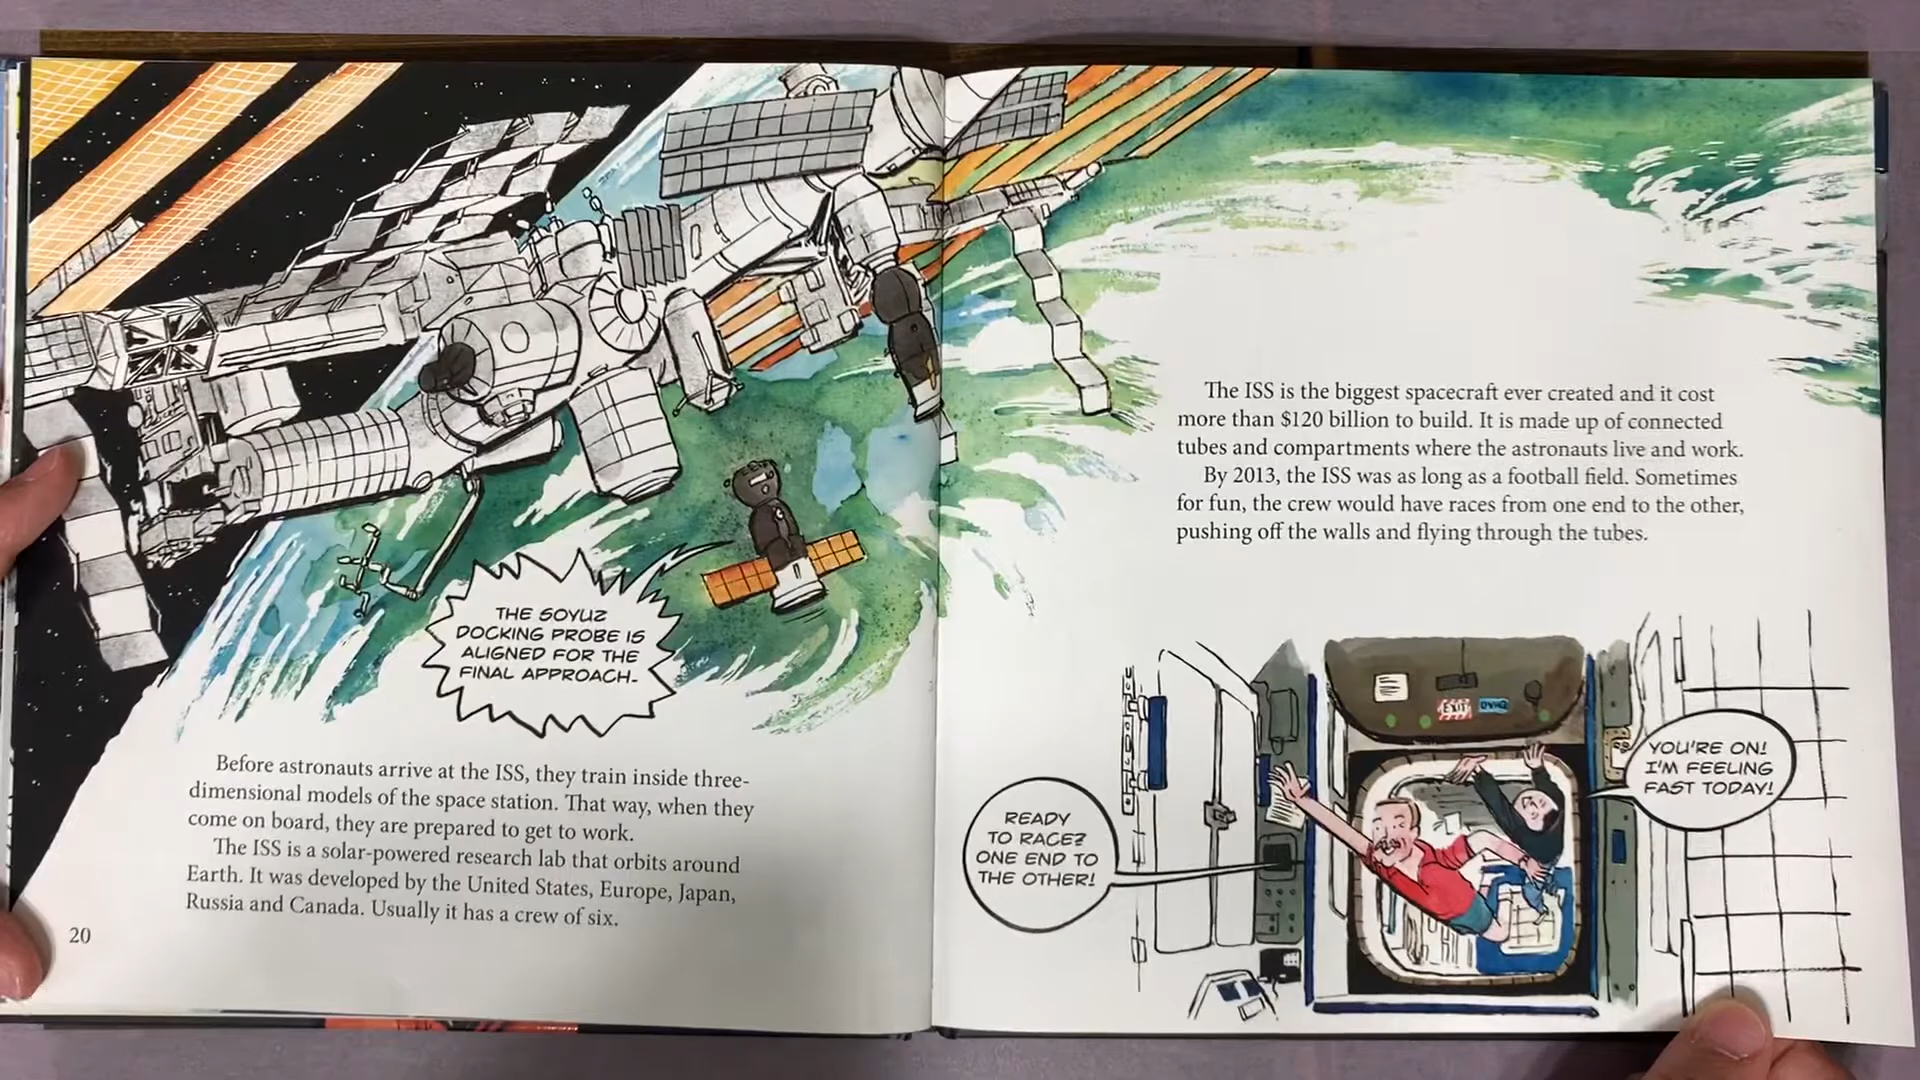 THE SOYUZ
DOCKING PROBE IS
ALIGNED FOR THE
FINAL APPROACH.
Before astronauts arrive at the ISS, they train inside three-
dimensional models of the space station. That way, when they
come on board, they are prepared to get to work.
The ISS is a solar-powered research lab that orbits around
Earth. It was developed by the United States, Europe, Japan,
Russia and Canada. Usually it has a crew of six.
20
The ISS is the biggest spacecraft ever created and it cost
more than $120 billion to build. It is made up of connected
tubes and compartments where the astronauts live and work.
By 2013, the ISS was as long as a football field. Sometimes
for fun, the crew would have races from one end to the other,
pushing off the walls and flying through the tubes.
EXIT
READY
TO RACE?
ONE END TO
THE OTHER!
YOU'RE ON!
I'M FEELING
FAST TODAY!